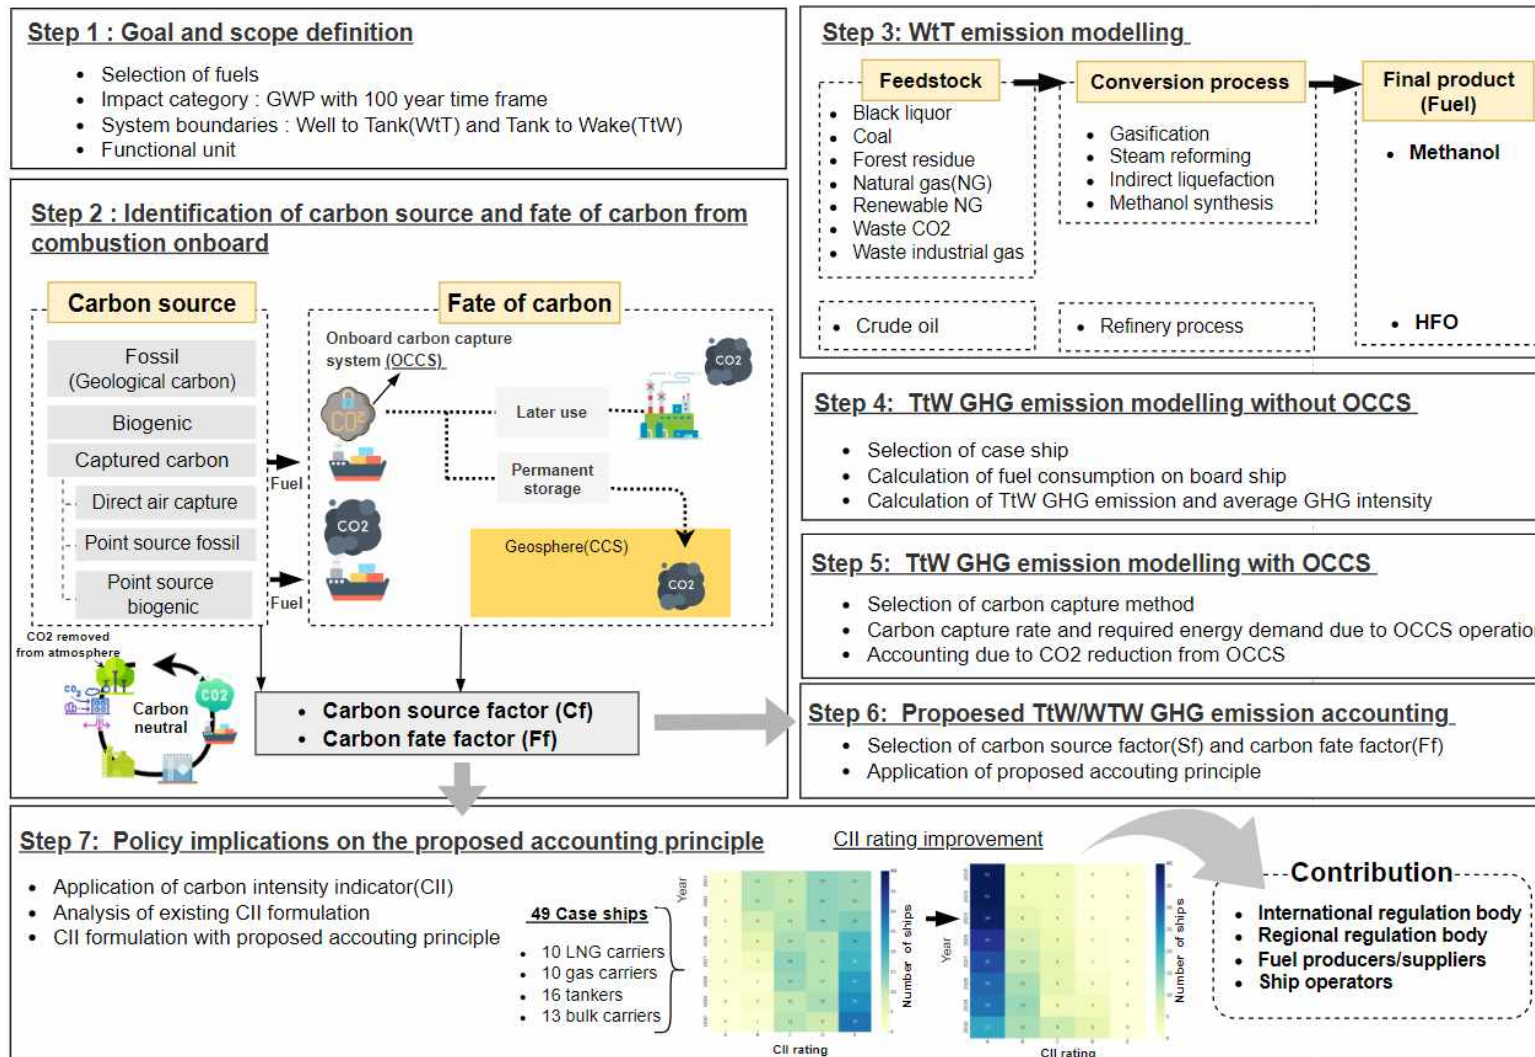 Step 1 : Goal and scope definition
• Selection of fuels
• Impact category : GWP with 100 year time frame
• System boundaries : Well to Tank(WtT) and Tank to Wake(TtW)
• Functional unit
Step 2 : Identification of carbon source and fate of carbon from
combustion onboard
Carbon source
Fossil
(Geological carbon)
Biogenic
Captured carbon
Direct air capture
Point source fossil
Point source
biogenic
Fuel
Fuel
Fate of carbon
Onboard carbon capture
system (OCCS)
CO2
Later use
CO2
Permanent
storage
CO2
Geosphere(CCS)
CO2
CO2 removed
from atmosphere
CO2
CO2
Carbon
neutral
• Carbon source factor (Cf)
• Carbon fate factor (Ff)
Step 3: WtT emission modelling
Feedstock
• Black liquor
• Coal
• Forest residue
• Natural gas(NG)
• Renewable NG
• Waste CO2
• Waste industrial gas
• Crude oil
Conversion process
• Gasification
• Steam reforming
• Indirect liquefaction
• Methanol synthesis
• Refinery process
Final product
(Fuel)
• Methanol
• HFO
Step 4: TtW GHG emission modelling without OCCS
• Selection of case ship
• Calculation of fuel consumption on board ship
• Calculation of TtW GHG emission and average GHG intensity
Step 5: TtW GHG emission modelling with OCCS
• Selection of carbon capture method
• Carbon capture rate and required energy demand due to OCCS operation
• Accounting due to CO2 reduction from OCCS
Step 6: Propoesed TtW/WTW GHG emission accounting
• Selection of carbon source factor(Sf) and carbon fate factor(Ff)
• Application of proposed accouting principle
Step 7: Policy implications on the proposed accounting principle
• Application of carbon intensity indicator(CII)
• Analysis of existing CII formulation
• CII formulation with proposed accouting principle
49 Case ships
• 10 LNG carriers
• 10 gas carriers
• 16 tankers
• 13 bulk carriers
CII rating improvement
Year
Number of ships
CII rating
Year
Number of ships
CII rating
Contribution
• International regulation body
• Regional regulation body
• Fuel producers/suppliers
• Ship operators